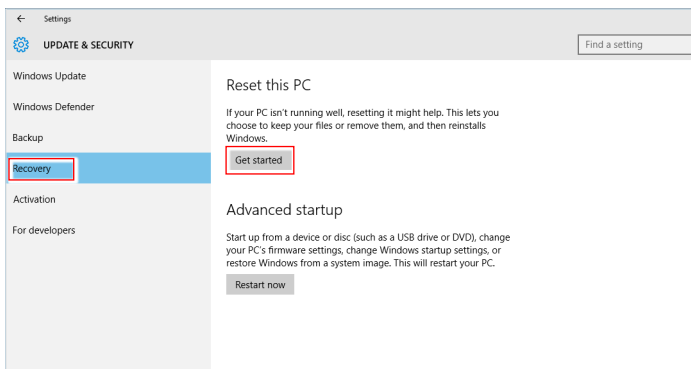 ← Settings
UPDATE & SECURITY
Find a setting
Windows Update
Windows Defender
Backup
Recovery
Activation
For developers
Reset this PC
If your PC isn't running well, resetting it might help. This lets you
choose to keep your files or remove them, and then reinstalls
Windows.
Get started
Advanced startup
Start up from a device or disc (such as a USB drive or DVD), change
your PC's firmware settings, change Windows startup settings, or
restore Windows from a system image. This will restart your PC.
Restart now